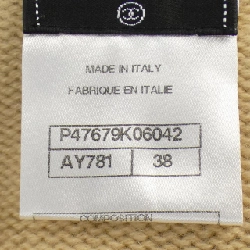 MADE IN ITALY
FABRIQUE EN ITALIE
P47679K06042
AY781 38
COMPOSITION